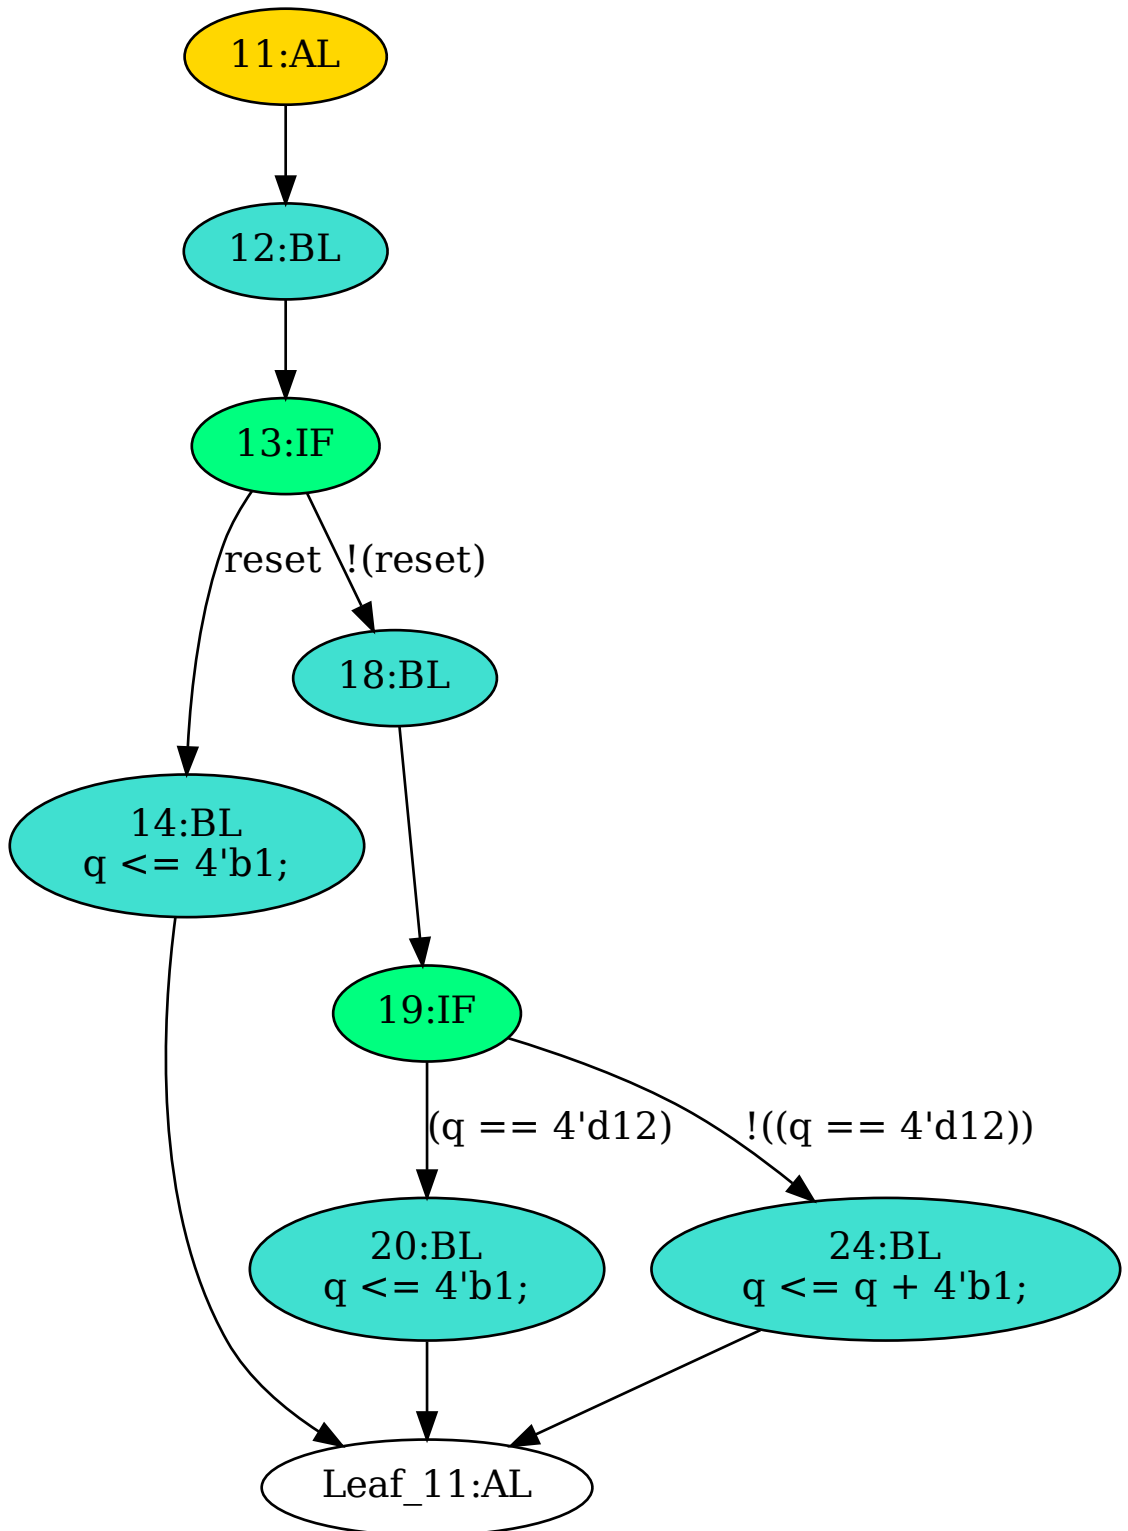 11:AL
12:BL
13:IF
reset
!(reset)
18:BL
14:BL
q <= 4'b1;
19:IF
(q == 4'd12)
!((q == 4'd12))
20:BL
q <= 4'b1;
24:BL
q <= q + 4'b1;
Leaf_11:AL